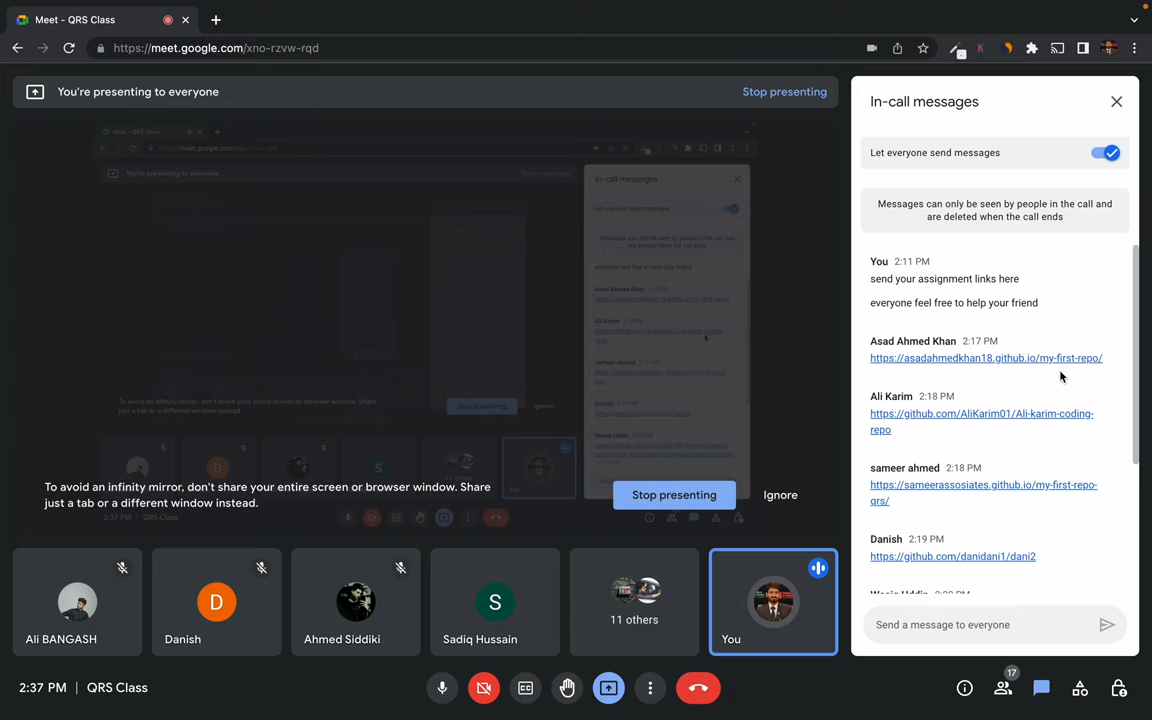 Meet - QRS Class
https://meet.google.com/xno-rzvw-rqd
You're presenting to everyone
Stop presenting
To avoid an infinity mirror, don't share your entire screen or browser window. Share
just a tab or a different window instead.
Stop presenting
Ignore
Ali BANGASH
D
Danish
Ahmed Siddiki
S
Sadiq Hussain
11 others
You
In-call messages
Let everyone send messages
Messages can only be seen by people in the call and
are deleted when the call ends
You 2:11 PM
send your assignment links here
everyone feel free to help your friend
Asad Ahmed Khan 2:17 PM
https://asadahmedkhan18.github.io/my-first-repo/
Ali Karim 2:18 PM
https://github.com/AliKarim01/Ali-karim-coding-
repo
sameer ahmed 2:18 PM
https://sameerassosiates.github.io/my-first-repo-
qrs/
Danish 2:19 PM
https://github.com/danidani1/dani2
Send a message to everyone
2:37 PM | QRS Class
17